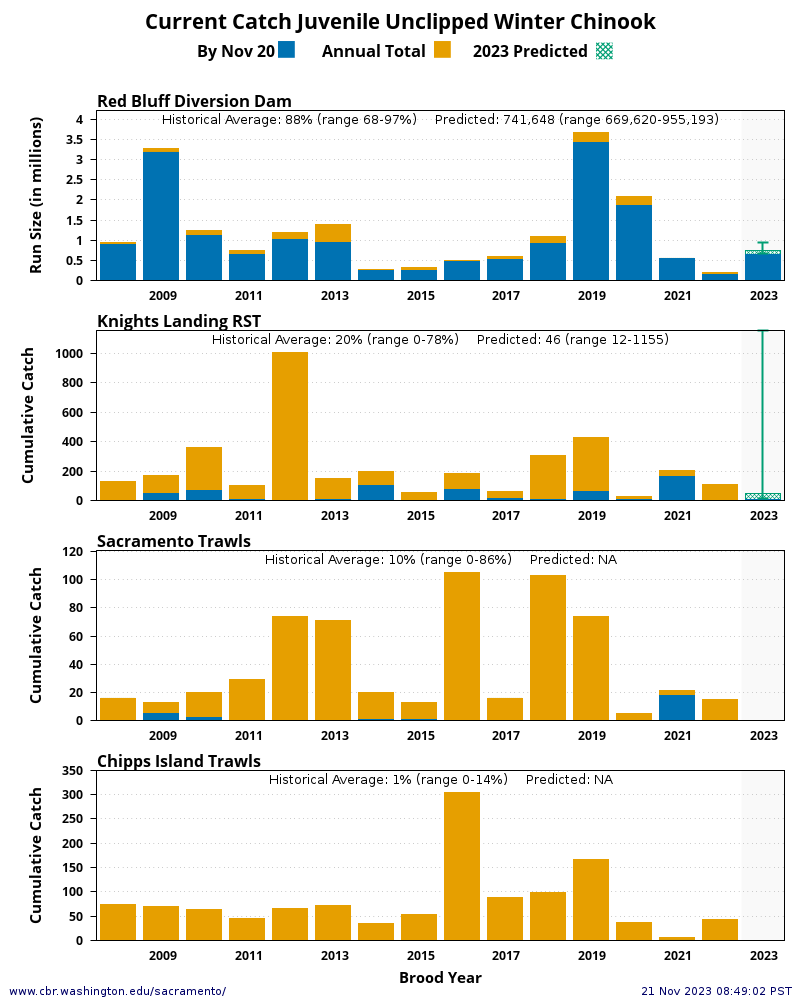 Current Catch Juvenile Unclipped Winter Chinook
By Nov 20 Annual Total 2023 Predicted
Red Bluff Diversion Dam
Historical Average: 88% (range 68-97%) Predicted: 741,648 (range 669,620-955,193)
Run Size (in millions)
4
3.5
3
2.5
2
1.5
1
0.5
0
2009 2011 2013 2015 2017 2019 2021 2023
Knights Landing RST
Historical Average: 20% (range 0-78%) Predicted: 46 (range 12-1155)
Cumulative Catch
1000
800
600
400
200
0
2009 2011 2013 2015 2017 2019 2021 2023
Sacramento Trawls
Historical Average: 10% (range 0-86%) Predicted: NA
Cumulative Catch
120
100
80
60
40
20
0
2009 2011 2013 2015 2017 2019 2021 2023
Chipps Island Trawls
Historical Average: 1% (range 0-14%) Predicted: NA
Cumulative Catch
350
300
250
200
150
100
50
0
2009 2011 2013 2015 2017 2019 2021 2023
Brood Year
www.cbr.washington.edu/sacramento/ 21 Nov 2023 08:49:02 PST